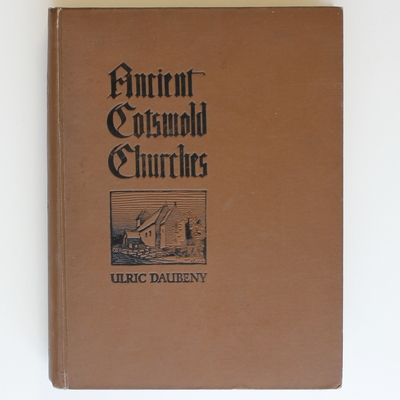 Ancient
Cotswold
Churches
ULRIC DAUBENY